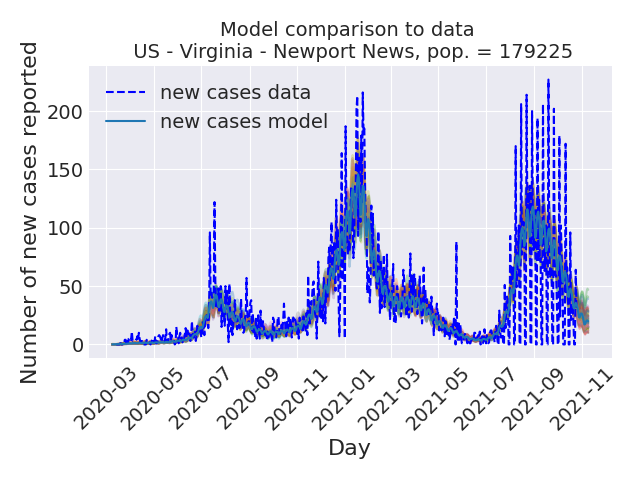 Model comparison to data
US - Virginia - Newport News, pop. = 179225
Number of new cases reported
new cases data
new cases model
200
150
100
50
0
2020-03
2020-05
2020-07
2020-09
2020-11
2021-01
2021-03
2021-05
2021-07
2021-09
2021-11
Day